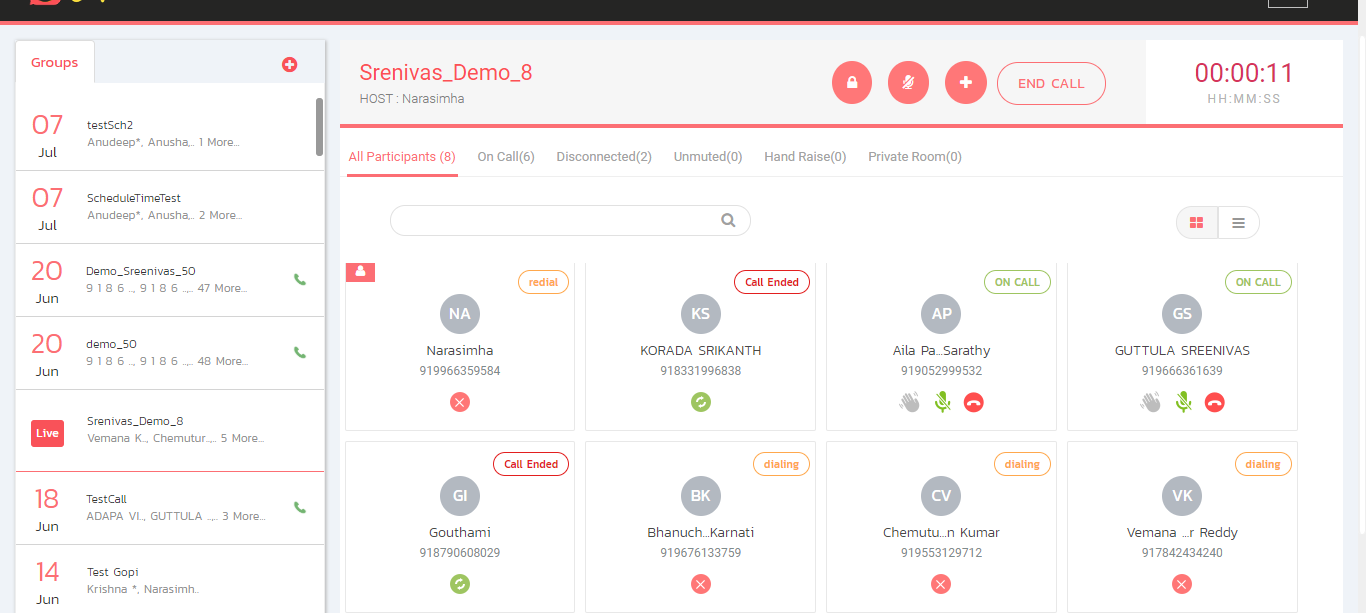 Groups
07
Jul
testSch2
Anudeep*, Anusha,.. 1 More...
07
Jul
ScheduleTimeTest
Anudeep*, Anusha,.. 2 More...
20
Jun
Demo_Sreenivas_50
9 1 8 6 .., 9 1 8 6 ..,.. 47 More...
20
Jun
demo_50
9 1 8 6 .., 9 1 8 6 ..,.. 48 More...
Live
Srenivas_Demo_8
Vemana K.., Chemutur..,.. 5 More...
18
Jun
TestCall
ADAPA VI.., GUTTULA ..,.. 3 More...
14
Jun
Test Gopi
Krishna *, Narasimh..
Srenivas_Demo_8
HOST : Narasimha
END CALL
00:00:11
HH:MM:SS
All Participants (8)
On Call(6)
Disconnected(2)
Unmuted(0)
Hand Raise(0)
Private Room(0)
redial
NA
Narasimha
919966359584
Call Ended
KS
KORADA SRIKANTH
918331996838
ON CALL
AP
Aila Pa...Sarathy
919052999532
ON CALL
GS
GUTTULA SREENIVAS
919666361639
Call Ended
GI
Gouthami
918790608029
dialing
BK
Bhanuch...Karnati
919676133759
dialing
CV
Chemutu...n Kumar
919553129712
dialing
VK
Vemana ...r Reddy
917842434240